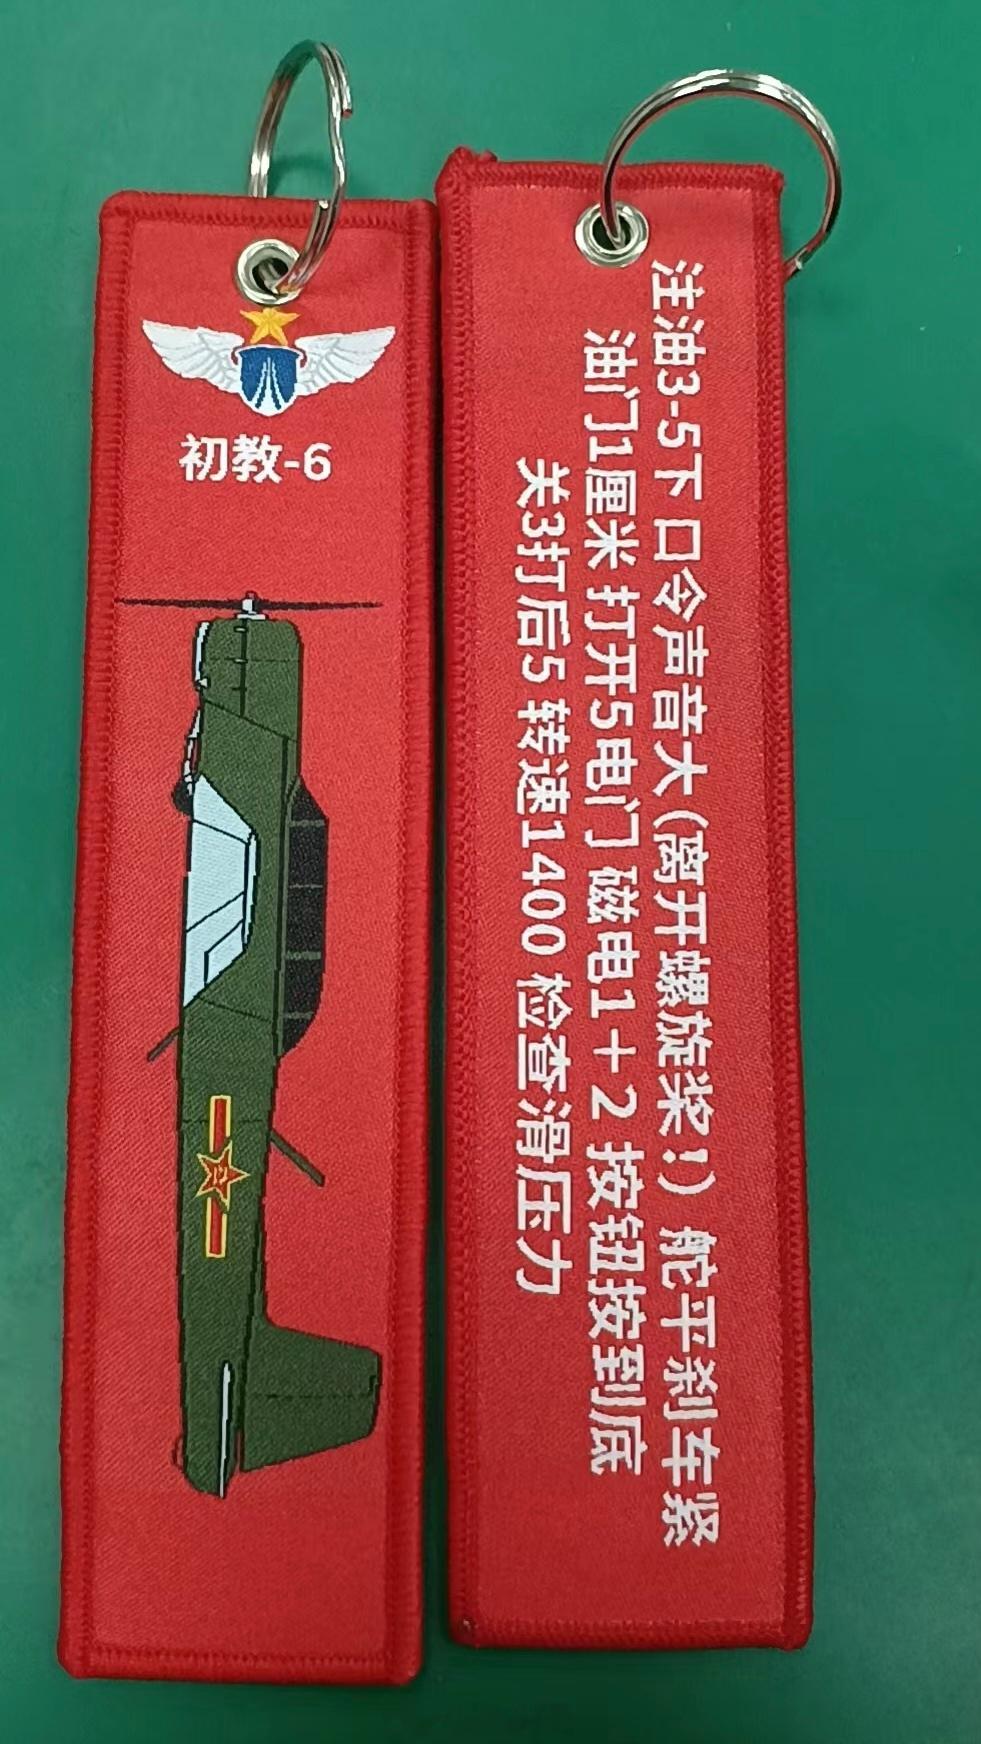 初教-6
注油3-5下 口令声音大(离开螺旋桨!) 舵平刹车紧
油门1厘米 打开5电门 磁电1+2 按钮按到底
关3打后5 转速1400 检查滑压力